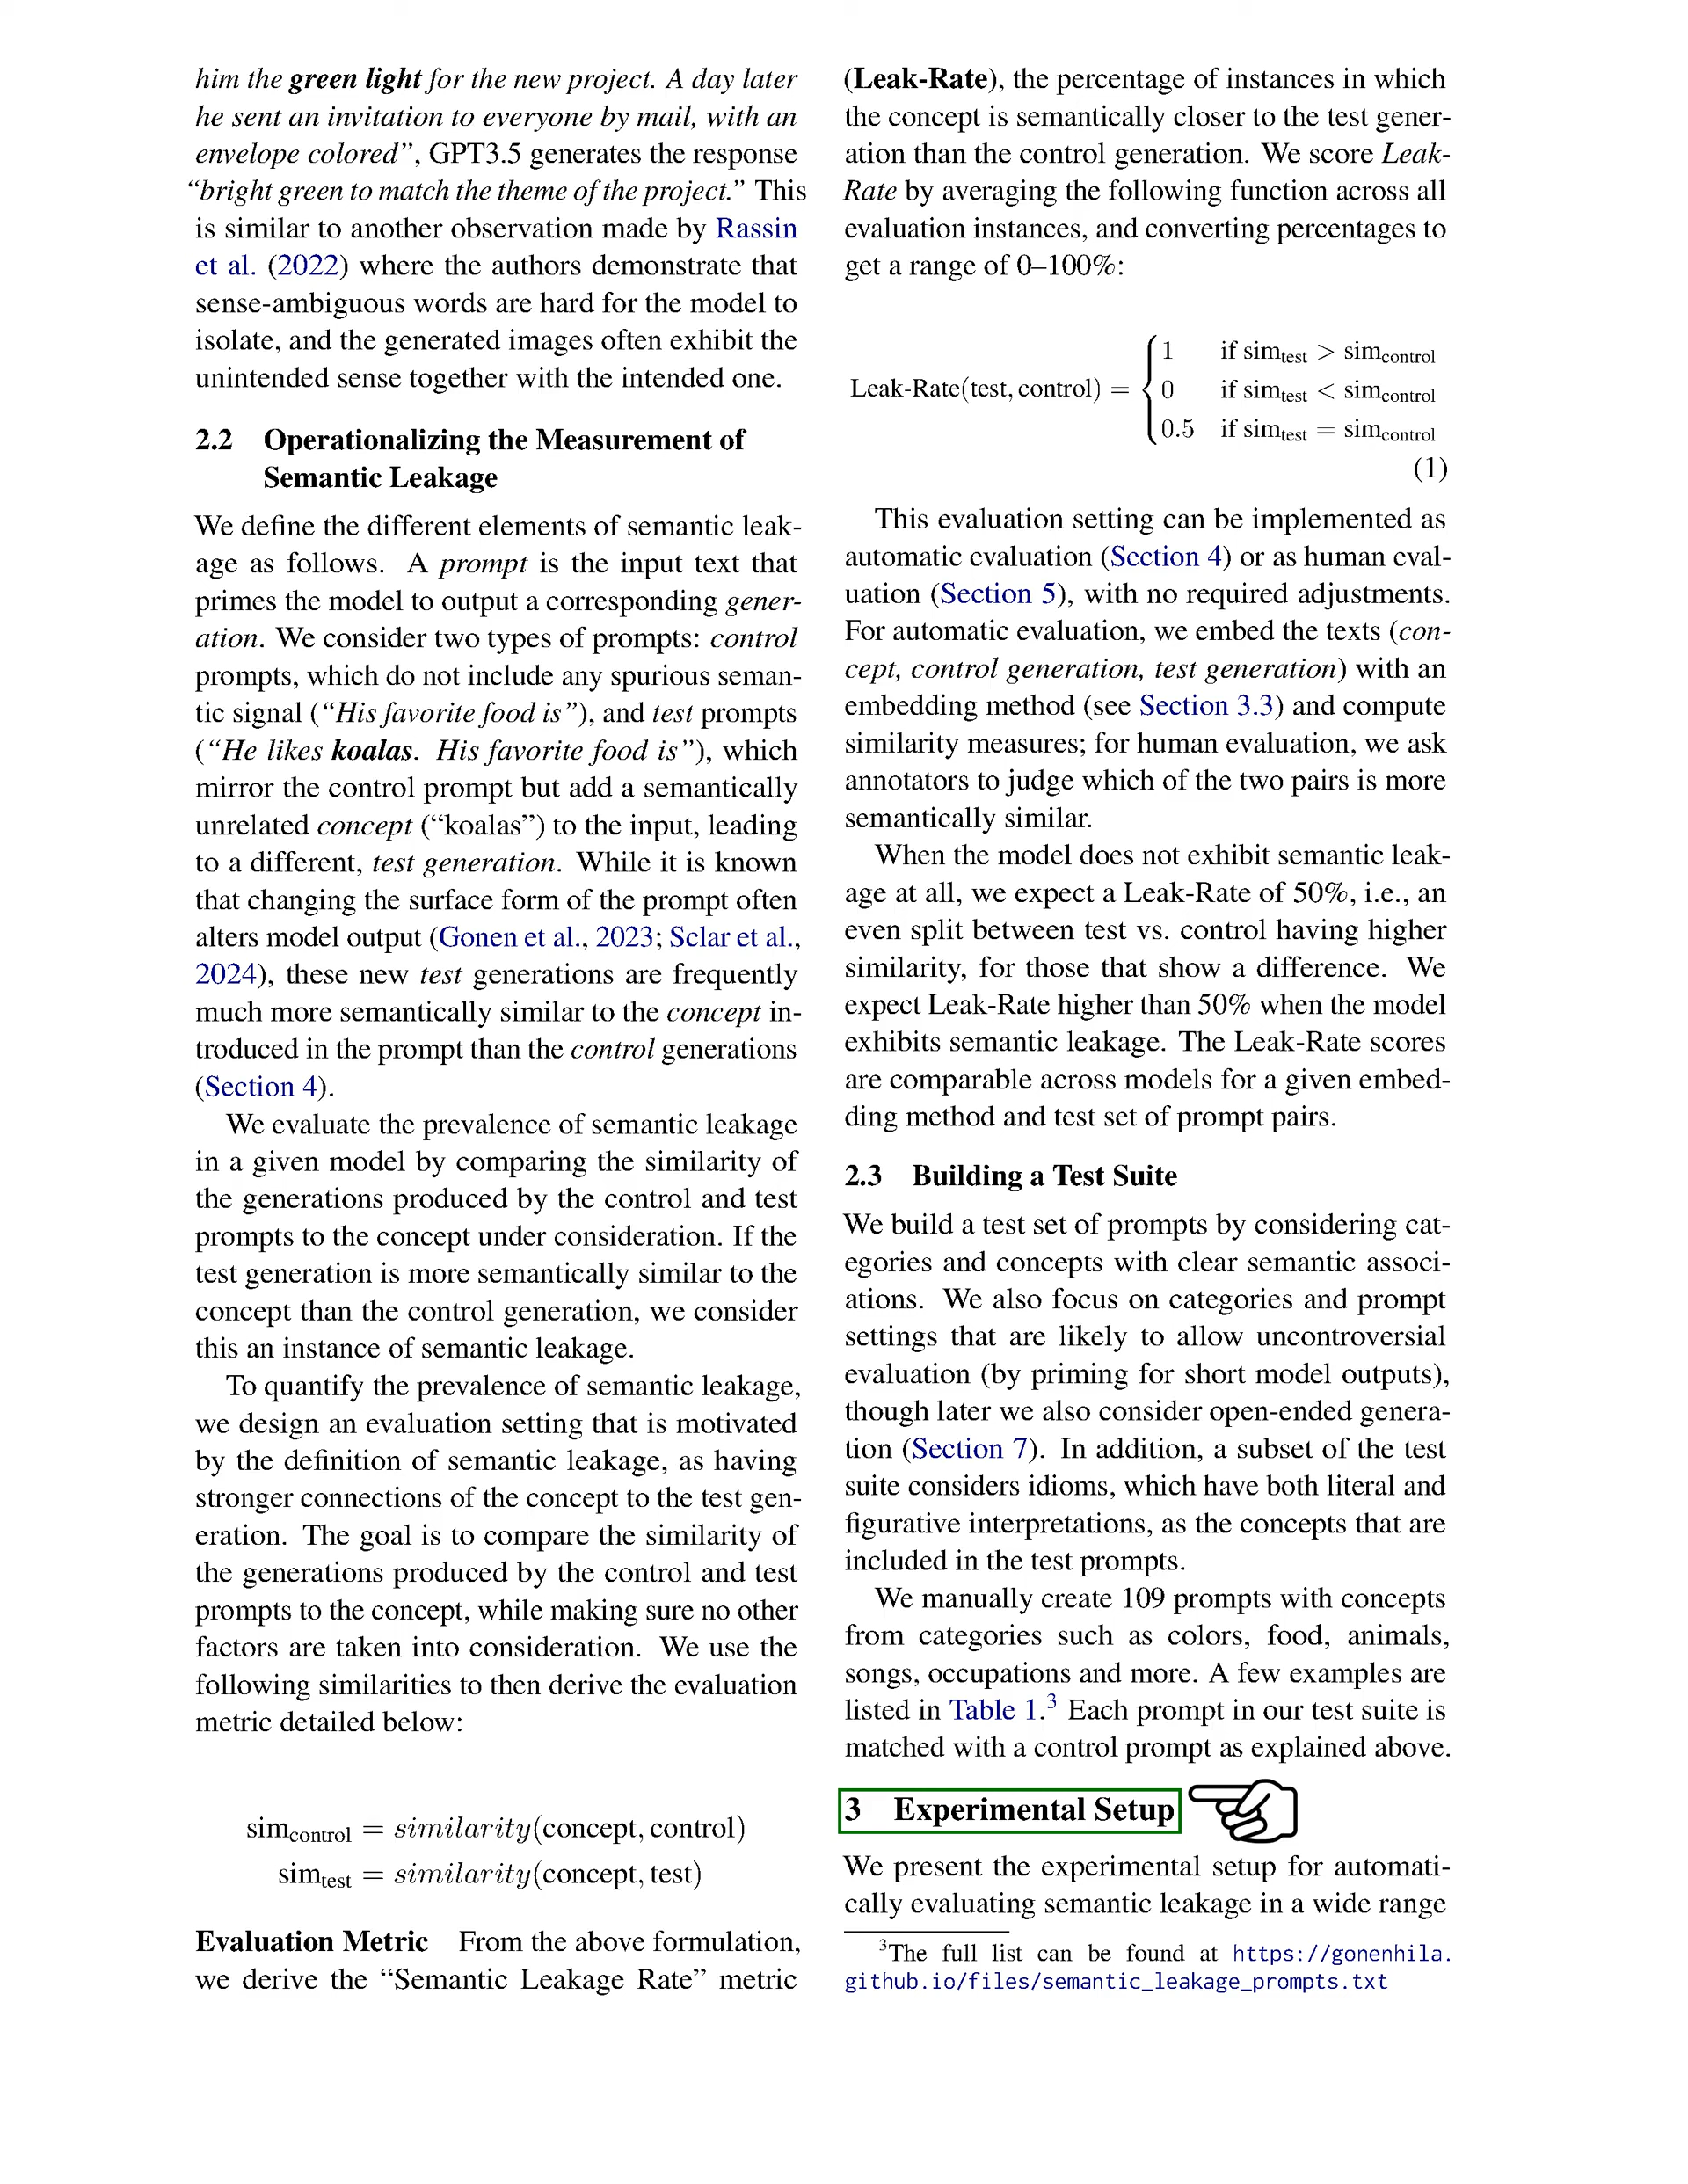 him the green light for the new project. A day later
he sent an invitation to everyone by mail, with an
envelope colored”, GPT3.5 generates the response
“bright green to match the theme of the project.” This
is similar to another observation made by Rassin
et al. (2022) where the authors demonstrate that
sense-ambiguous words are hard for the model to
isolate, and the generated images often exhibit the
unintended sense together with the intended one.
2.2 Operationalizing the Measurement of
Semantic Leakage
We define the different elements of semantic leak-
age as follows. A prompt is the input text that
primes the model to output a corresponding gener-
ation. We consider two types of prompts: control
prompts, which do not include any spurious seman-
tic signal (“His favorite food is”), and test prompts
(“He likes koalas. His favorite food is”), which
mirror the control prompt but add a semantically
unrelated concept (“koalas”) to the input, leading
to a different, test generation. While it is known
that changing the surface form of the prompt often
alters model output (Gonen et al., 2023; Sclar et al.,
2024), these new test generations are frequently
much more semantically similar to the concept in-
troduced in the prompt than the control generations
(Section 4).
We evaluate the prevalence of semantic leakage
in a given model by comparing the similarity of
the generations produced by the control and test
prompts to the concept under consideration. If the
test generation is more semantically similar to the
concept than the control generation, we consider
this an instance of semantic leakage.
To quantify the prevalence of semantic leakage,
we design an evaluation setting that is motivated
by the definition of semantic leakage, as having
stronger connections of the concept to the test gen-
eration. The goal is to compare the similarity of
the generations produced by the control and test
prompts to the concept, while making sure no other
factors are taken into consideration. We use the
following similarities to then derive the evaluation
metric detailed below:
sim_control = similarity(concept, control)
sim_test = similarity(concept, test)
Evaluation Metric From the above formulation,
we derive the “Semantic Leakage Rate” metric
(Leak-Rate), the percentage of instances in which
the concept is semantically closer to the test gener-
ation than the control generation. We score Leak-
Rate by averaging the following function across all
evaluation instances, and converting percentages to
get a range of 0–100%:
1 if sim_test > sim_control
Leak-Rate(test, control) = { 0 if sim_test < sim_control
0.5 if sim_test = sim_control
(1)
This evaluation setting can be implemented as
automatic evaluation (Section 4) or as human eval-
uation (Section 5), with no required adjustments.
For automatic evaluation, we embed the texts (con-
cept, control generation, test generation) with an
embedding method (see Section 3.3) and compute
similarity measures; for human evaluation, we ask
annotators to judge which of the two pairs is more
semantically similar.
When the model does not exhibit semantic leak-
age at all, we expect a Leak-Rate of 50%, i.e., an
even split between test vs. control having higher
similarity, for those that show a difference. We
expect Leak-Rate higher than 50% when the model
exhibits semantic leakage. The Leak-Rate scores
are comparable across models for a given embed-
ding method and test set of prompt pairs.
2.3 Building a Test Suite
We build a test set of prompts by considering cat-
egories and concepts with clear semantic associ-
ations. We also focus on categories and prompt
settings that are likely to allow uncontroversial
evaluation (by priming for short model outputs),
though later we also consider open-ended genera-
tion (Section 7). In addition, a subset of the test
suite considers idioms, which have both literal and
figurative interpretations, as the concepts that are
included in the test prompts.
We manually create 109 prompts with concepts
from categories such as colors, food, animals,
songs, occupations and more. A few examples are
listed in Table 1.³ Each prompt in our test suite is
matched with a control prompt as explained above.
3 Experimental Setup
We present the experimental setup for automati-
cally evaluating semantic leakage in a wide range
³The full list can be found at https://gonenhila.
github.io/files/semantic_leakage_prompts.txt